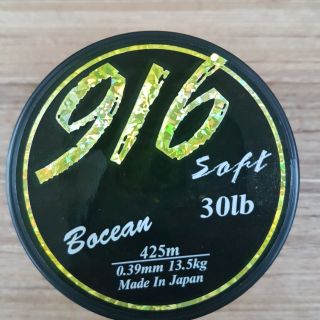 916
Soft
30lb
Bocean
425m
0.39mm 13.5kg
Made In Japan